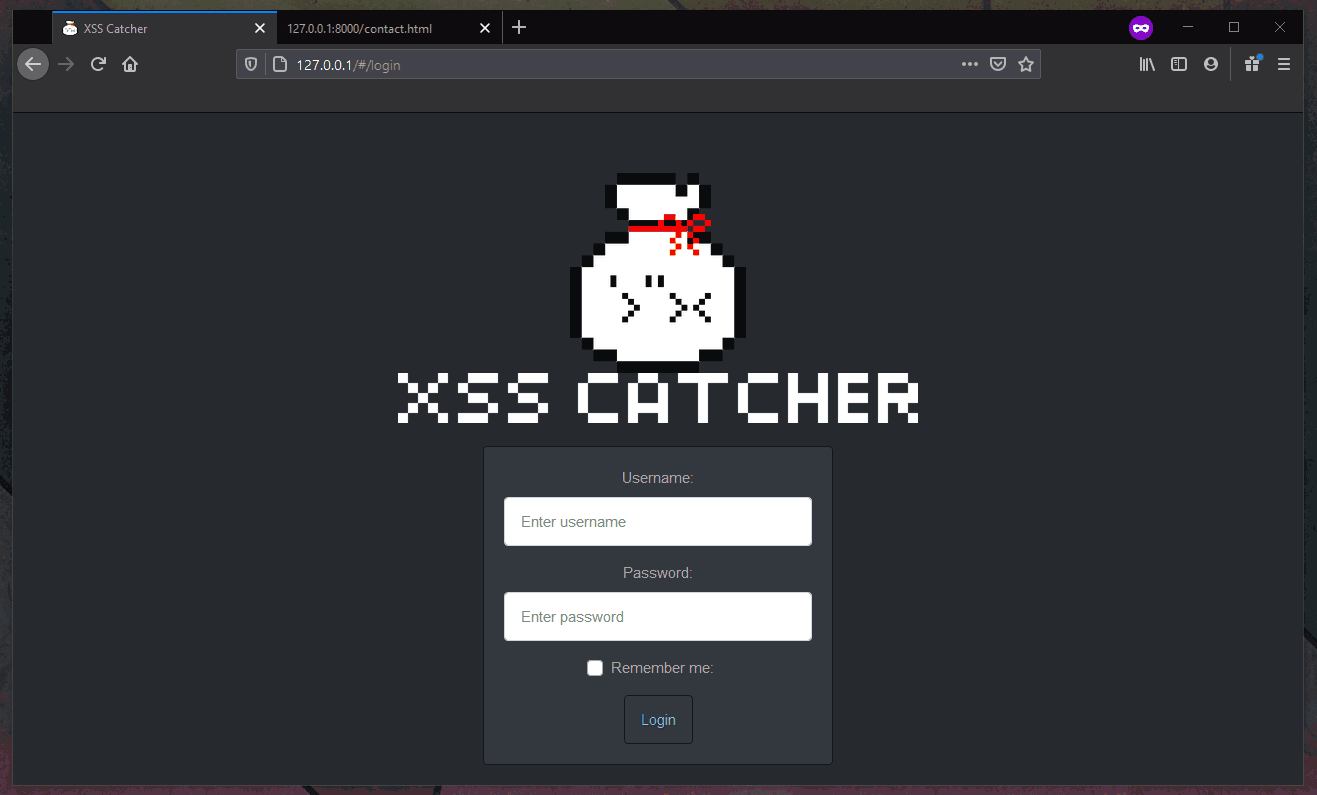 XSS Catcher
127.0.0.1:8000/contact.html
127.0.0.1/#/login
XSS CATCHER
Username:
Enter username
Password:
Enter password
Remember me:
Login